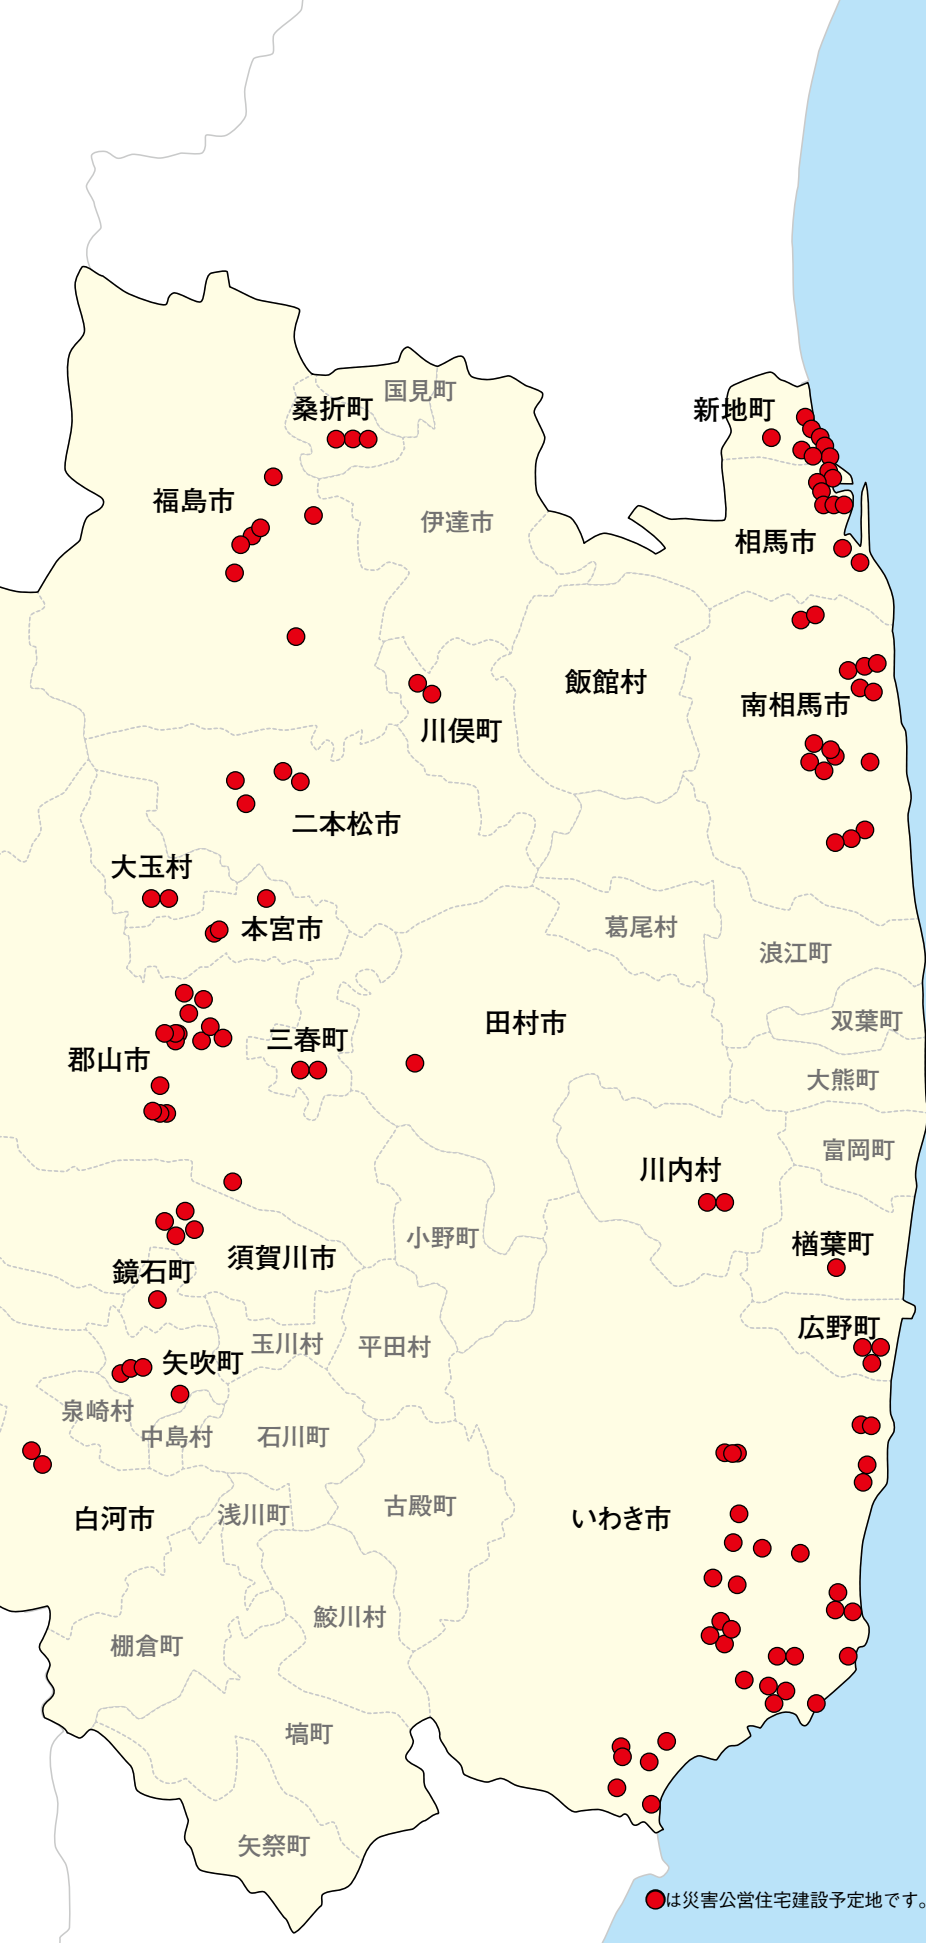 国見町
桑折町
新地町
福島市
伊達市
相馬市
飯館村
南相馬市
川俣町
二本松市
大玉村
本宮市
葛尾村
浪江町
田村市
双葉町
三春町
郡山市
大熊町
富岡町
川内村
小野町
楢葉町
須賀川市
鏡石町
広野町
玉川村
平田村
矢吹町
泉崎村
中島村
石川町
古殿町
浅川町
白河市
いわき市
鮫川村
棚倉町
塙町
矢祭町
は災害公営住宅建設予定地です。